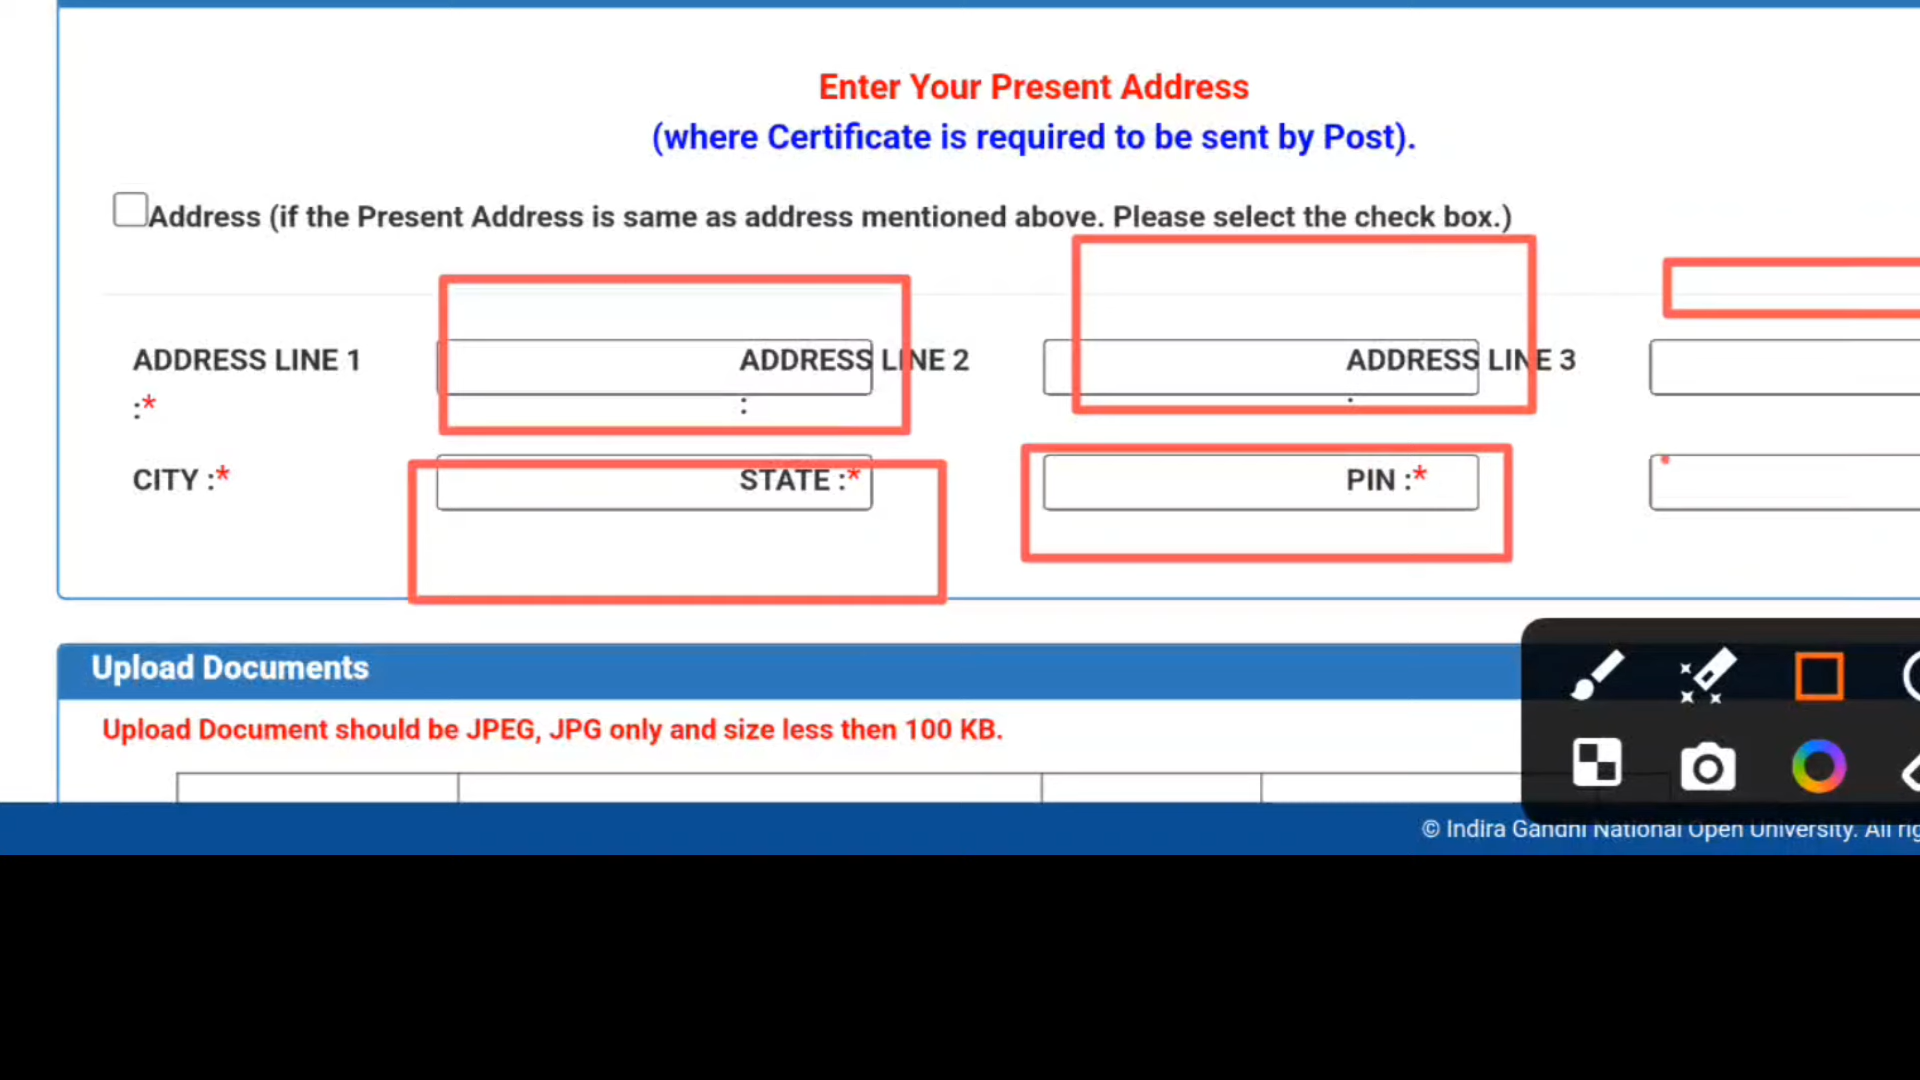 Enter Your Present Address
(where Certificate is required to be sent by Post).
Address (if the Present Address is same as address mentioned above. Please select the check box.)
ADDRESS LINE 1 :*
ADDRESS LINE 2 :
ADDRESS LINE 3 :
CITY :*
STATE :*
PIN :*
Upload Documents
Upload Document should be JPEG, JPG only and size less then 100 KB.
© Indira Gandhi National Open University. All